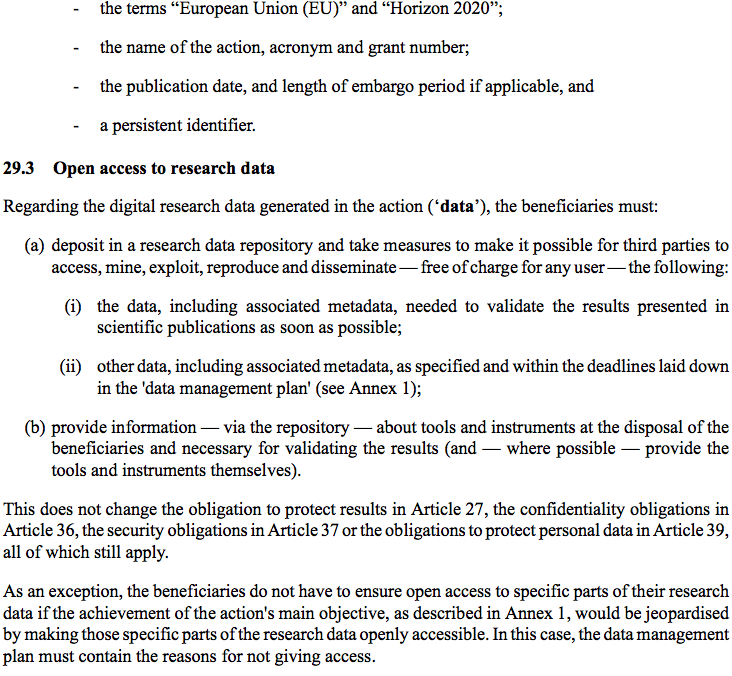 - the terms “European Union (EU)” and “Horizon 2020”;
- the name of the action, acronym and grant number;
- the publication date, and length of embargo period if applicable, and
- a persistent identifier.
29.3 Open access to research data
Regarding the digital research data generated in the action (‘data’), the beneficiaries must:
(a) deposit in a research data repository and take measures to make it possible for third parties to
access, mine, exploit, reproduce and disseminate — free of charge for any user — the following:
(i) the data, including associated metadata, needed to validate the results presented in
scientific publications as soon as possible;
(ii) other data, including associated metadata, as specified and within the deadlines laid down
in the 'data management plan' (see Annex 1);
(b) provide information — via the repository — about tools and instruments at the disposal of the
beneficiaries and necessary for validating the results (and — where possible — provide the
tools and instruments themselves).
This does not change the obligation to protect results in Article 27, the confidentiality obligations in
Article 36, the security obligations in Article 37 or the obligations to protect personal data in Article 39,
all of which still apply.
As an exception, the beneficiaries do not have to ensure open access to specific parts of their research
data if the achievement of the action's main objective, as described in Annex 1, would be jeopardised
by making those specific parts of the research data openly accessible. In this case, the data management
plan must contain the reasons for not giving access.